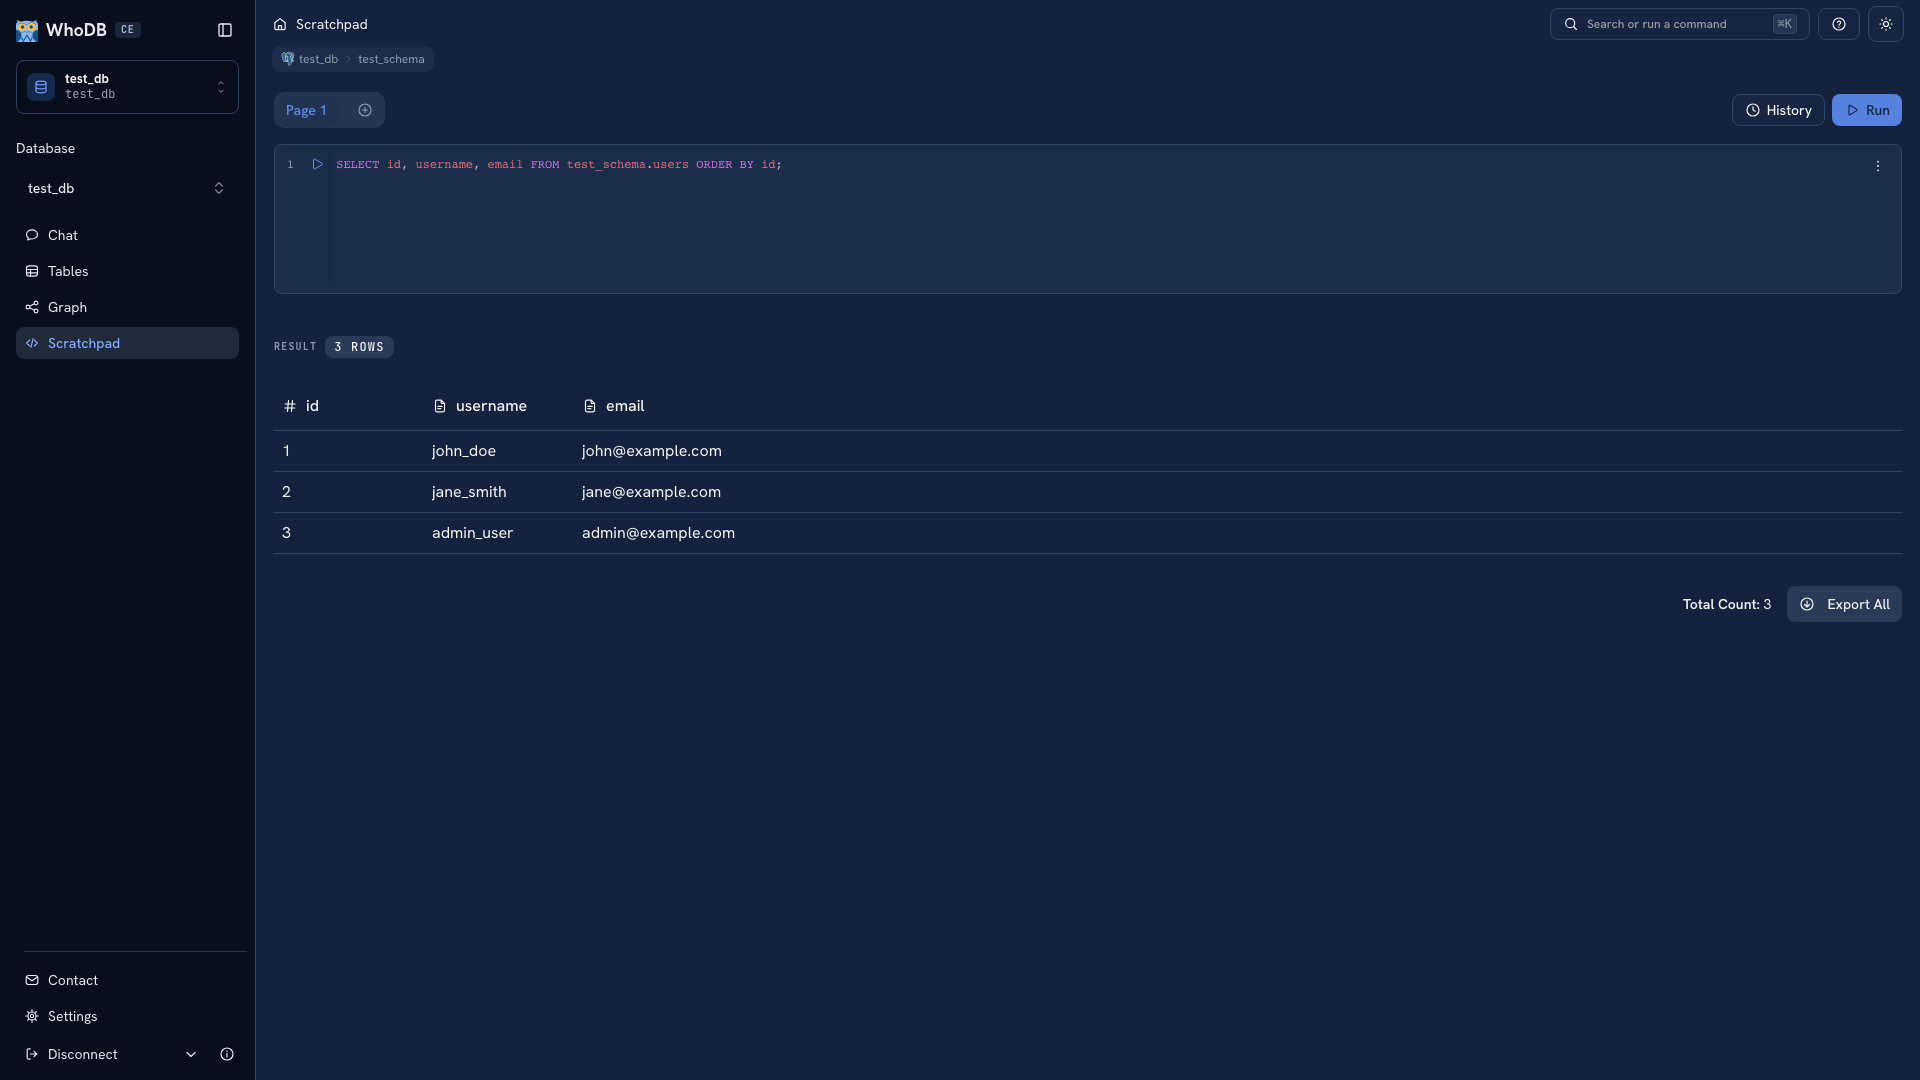 WhoDB CE
test_db
test_db
Database
test_db
Chat
Tables
Graph
Scratchpad
Contact
Settings
Disconnect
Scratchpad
Search or run a command ⌘K
test_db test_schema
Page 1
History Run
1 SELECT id, username, email FROM test_schema.users ORDER BY id;
RESULT 3 ROWS
id username email
1 john_doe john@example.com
2 jane_smith jane@example.com
3 admin_user admin@example.com
Total Count: 3 Export All